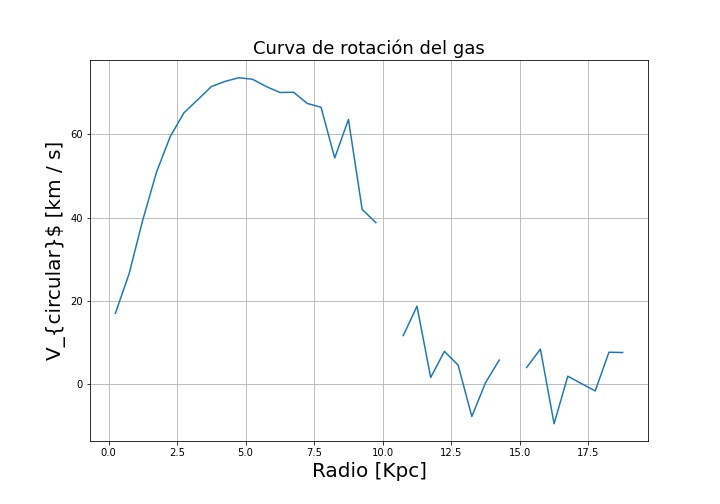 Curva de rotación del gas
V_{circular}$ [km / s]
60
40
20
0
0.0 2.5 5.0 7.5 10.0 12.5 15.0 17.5
Radio [Kpc]